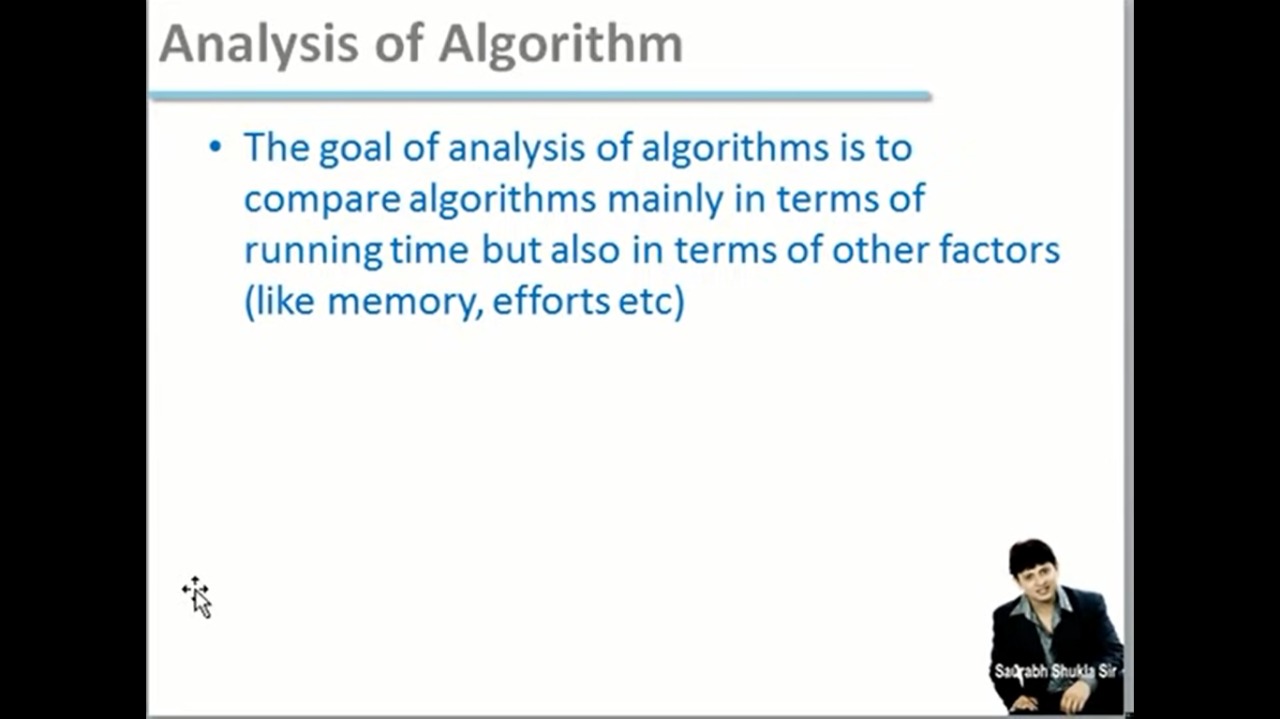 Analysis of Algorithm
• The goal of analysis of algorithms is to
compare algorithms mainly in terms of
running time but also in terms of other factors
(like memory, efforts etc)
Saurabh Shukla Sir